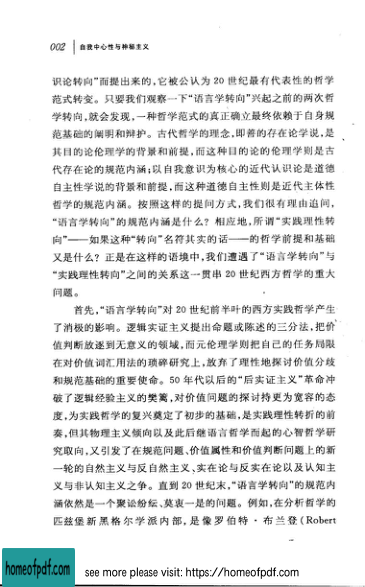 002 自我中心性与神秘主义
识论转向”而提出来的,它被公认为 20 世纪最有代表性的哲学
范式转变。只要我们观察一下“语言学转向”兴起之前的两次哲
学转向,就会发现,一种哲学范式的真正确立最终依赖于自身规
范基础的阐明和辩护。古代哲学的理念,即善的存在论学说,是
其目的论伦理学的背景和前提,而这种目的论的伦理学则是古
代存在论的规范内涵;以自我意识为核心的近代认识论是道德
自主性学说的背景和前提,而这种道德自主性则是近代主体性
哲学的规范内涵。按照这样的提问方式,我们很有理由追问,
“语言学转向”的规范内涵是什么? 相应地,所谓“实践理性转
向”——如果这种“转向”名符其实的话——的哲学前提和基础
又是什么? 正是在这样的语境中,我们遭遇了“语言学转向”与
“实践理性转向”之间的关系这一贯串 20 世纪西方哲学的重大
问题。
首先,“语言学转向”对 20 世纪前半叶的西方实践哲学产生
了消极的影响。逻辑实证主义提出命题或陈述的三分法,把价
值判断放逐到无意义的领域,而元伦理学则把自己的任务局限
在对价值词汇用法的琐碎研究上,放弃了理性地探讨价值分歧
和规范基础的重要使命。50 年代以后的“后实证主义”革命冲
破了逻辑经验主义的樊篱,对价值问题的探讨持更为宽容的态
度,为实践哲学的复兴奠定了初步的基础,是实践理性转折的前
奏,但其物理主义倾向以及此后继语言哲学而起的心智哲学研
究取向,又引发了在规范问题、价值属性和价值判断问题上的新
一轮的自然主义与反自然主义、实在论与反实在论以及认知主
义与非认知主义之争。直到 20 世纪末,“语言学转向”的规范内
涵依然是一个聚讼纷纭、莫衷一是的问题。例如,在分析哲学的
匹兹堡新黑格尔学派内部,是像罗伯特·布兰登(Robert
homeofpdf.com
see more please visit: https://homeofpdf.com